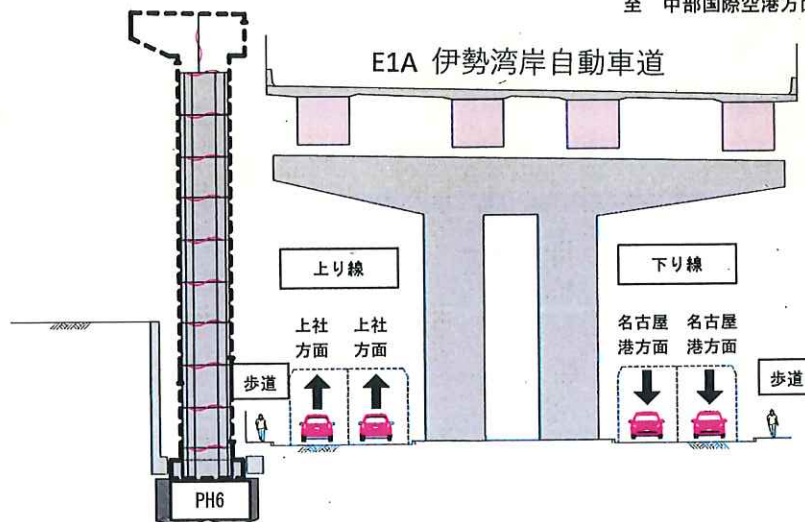 至 中部国際空港方面
E1A 伊勢湾岸自動車道
上り線
下り線
上社
方面
上社
方面
名古屋
港方面
名古屋
港方面
歩道
歩道
PH6